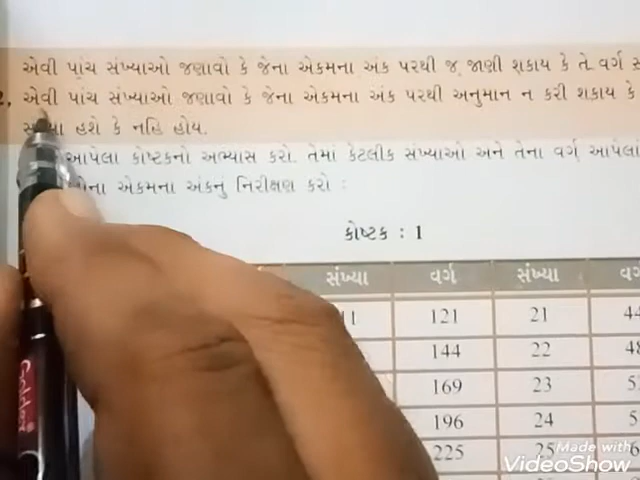 એવી પાંચ સંખ્યાઓ જણાવો કે જેના એકમના અંક પરથી જ જાણી શકાય કે તે વર્ગ
2. એવી પાંચ સંખ્યાઓ જણાવો કે જેના એકમના અંક પરથી અનુમાન ન કરી શકાય કે
હશે કે નહિ હોય.
આપેલા કોષ્ટકનો અભ્યાસ કરો. તેમાં કેટલીક સંખ્યાઓ અને તેના વર્ગ આપેલા
એકમના અંકનું નિરીક્ષણ કરો :
કોષ્ટક : 1
સંખ્યા વર્ગ સંખ્યા
121 21
144 22
169 23
196 24
225 25
Made with
VideoShow